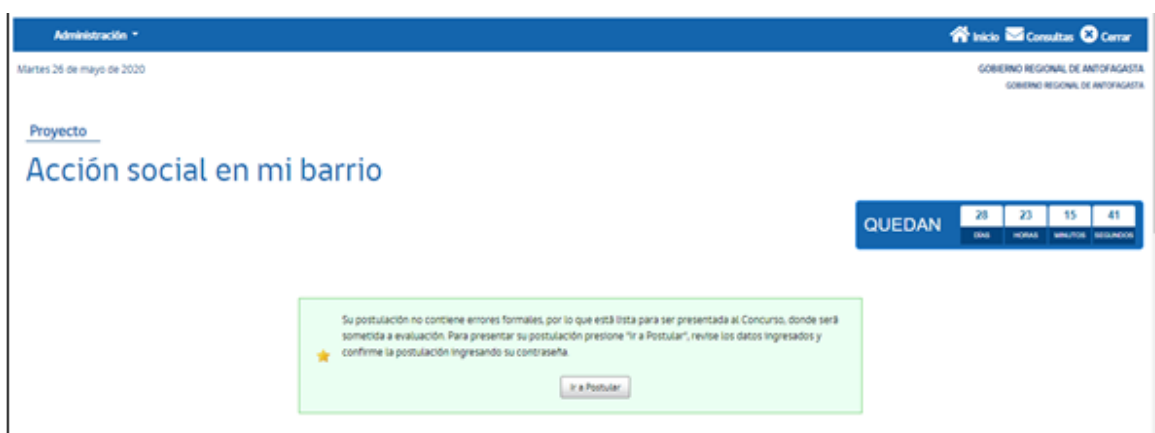 Administración
Inicio Consultas Cerrar
Martes 26 de mayo de 2020
GOBIERNO REGIONAL DE ANTOFAGASTA
GOBIERNO REGIONAL DE ANTOFAGASTA
Proyecto
Acción social en mi barrio
QUEDAN
28 23 15 41
DÍAS HORAS MINUTOS SEGUNDOS
Su postulación no contiene errores formales, por lo que está lista para ser presentada al Concurso, donde será
sometida a evaluación. Para presentar su postulación presione "Ir a Postular", revise los datos ingresados y
confirme la postulación ingresando su contraseña.
Ir a Postular